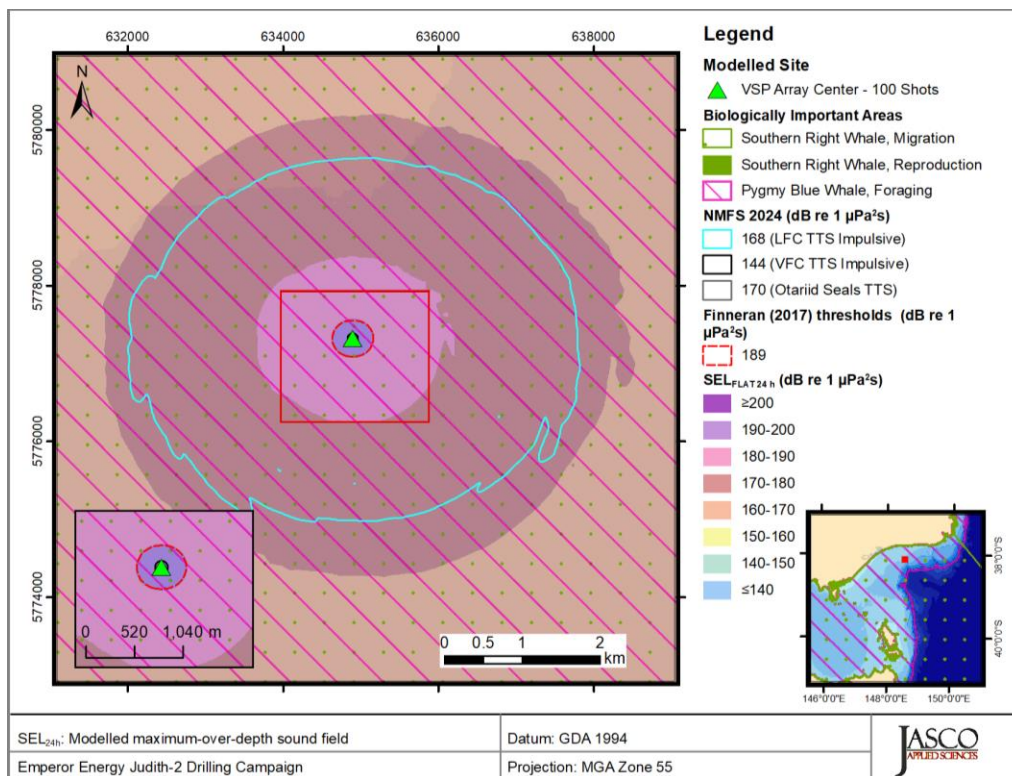 632000 634000 636000 638000
5780000
5778000
5776000
5774000
N
0 520 1,040 m
0 0.5 1 2
km
Legend
Modelled Site
VSP Array Center - 100 Shots
Biologically Important Areas
Southern Right Whale, Migration
Southern Right Whale, Reproduction
Pygmy Blue Whale, Foraging
NMFS 2024 (dB re 1 µPa²s)
168 (LFC TTS Impulsive)
144 (VFC TTS Impulsive)
170 (Otariid Seals TTS)
Finneran (2017) thresholds (dB re 1
µPa²s)
189
SELFLAT 24 h (dB re 1 µPa²s)
≥200
190-200
180-190
170-180
160-170
150-160
140-150
≤140
38°0'0"S
40°0'0"S
146°0'0"E 148°0'0"E 150°0'0"E
SEL24h: Modelled maximum-over-depth sound field
Datum: GDA 1994
Emperor Energy Judith-2 Drilling Campaign
Projection: MGA Zone 55
JASCO
APPLIED SCIENCES